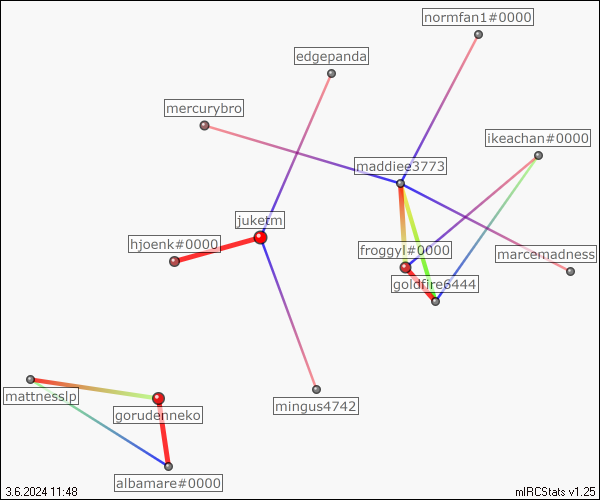 normfan1#0000
edgepanda
mercurybro
ikeachan#0000
maddiee3773
juketm
hjoenk#0000
froggyl#0000
marcemadness
goldfire6444
mattnesslp
mingus4742
gorudenneko
albamare#0000
3.6.2024 11:48
mIRCStats v1.25